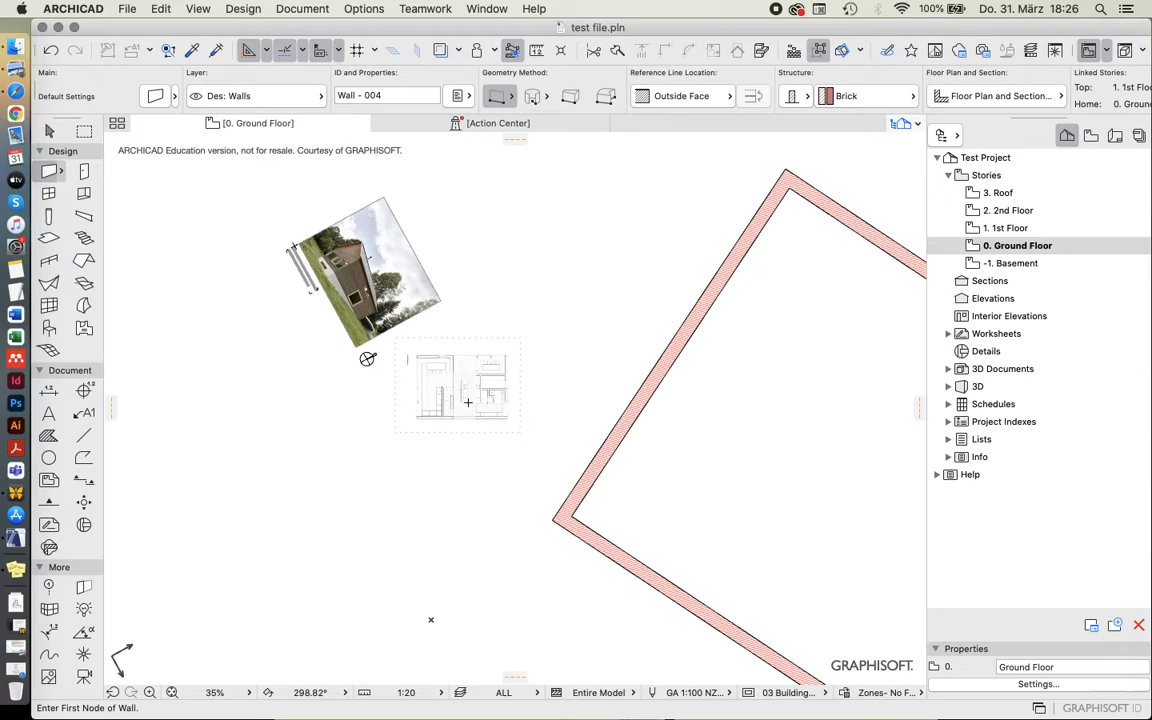 ARCHICAD File Edit View Design Document Options Teamwork Window Help 100% Do. 31. März 18:26
test file.pln
Main: Layer: ID and Properties: Geometry Method: Reference Line Location: Structure: Floor Plan and Section: Linked Stories:
Default Settings Des: Walls Wall - 004 Outside Face Brick Floor Plan and Section... Top: 1. 1st Floo
Home: 0. Groun
[0. Ground Floor] [Action Center]
ARCHICAD Education version, not for resale. Courtesy of GRAPHISOFT.
Design
Document
More
Test Project
Stories
3. Roof
2. 2nd Floor
1. 1st Floor
0. Ground Floor
-1. Basement
Sections
Elevations
Interior Elevations
Worksheets
Details
3D Documents
3D
Schedules
Project Indexes
Lists
Info
Help
Properties
0. Ground Floor
Settings...
GRAPHISOFT.
35% 298.82° 1:20 ALL Entire Model GA 1:100 NZ... 03 Building... Zones- No F...
Enter First Node of Wall. GRAPHISOFT ID